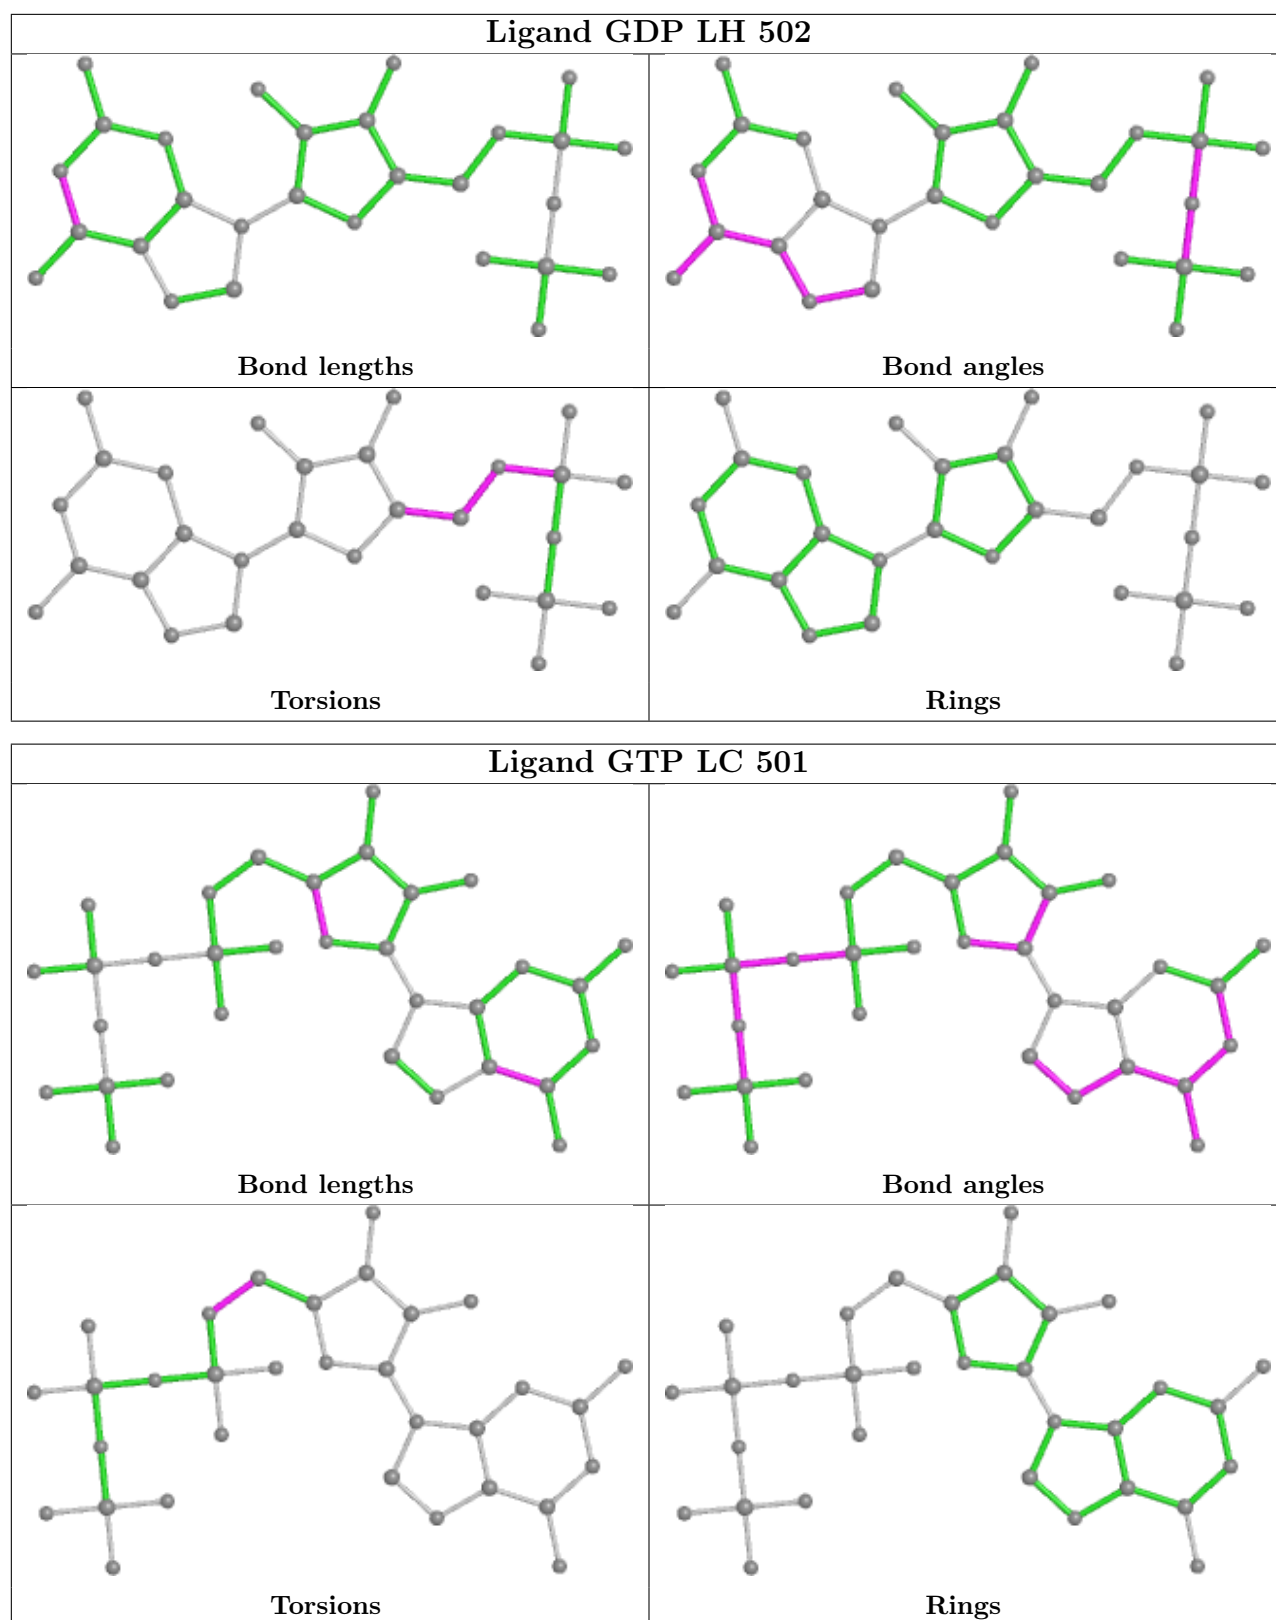 Ligand GDP LH 502
Bond lengths
Bond angles
Torsions
Rings
Ligand GTP LC 501
Bond lengths
Bond angles
Torsions
Rings